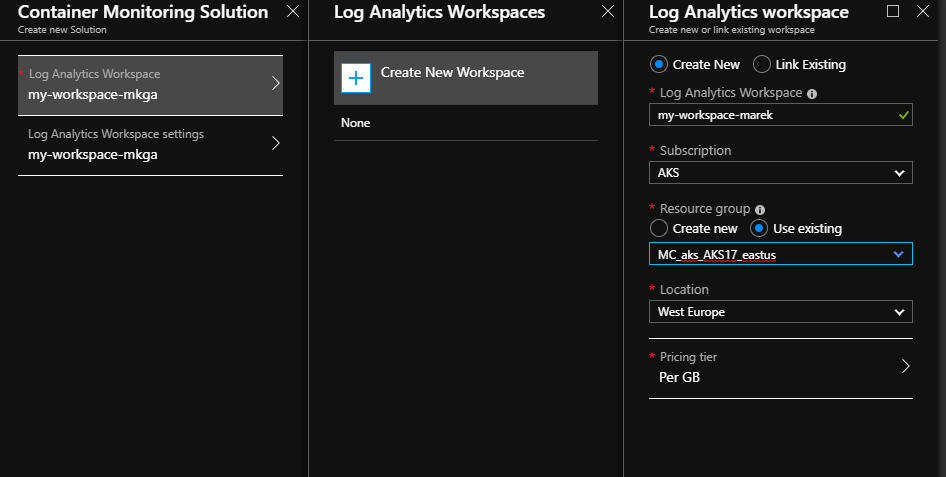 Container Monitoring Solution
Create new Solution
* Log Analytics Workspace
my-workspace-mkga
Log Analytics Workspace settings
my-workspace-mkga
Log Analytics Workspaces
Create New Workspace
None
Log Analytics workspace
Create new or link existing workspace
Create New Link Existing
* Log Analytics Workspace
my-workspace-marek
* Subscription
AKS
* Resource group
Create new Use existing
MC_aks_AKS17_eastus
* Location
West Europe
* Pricing tier
Per GB